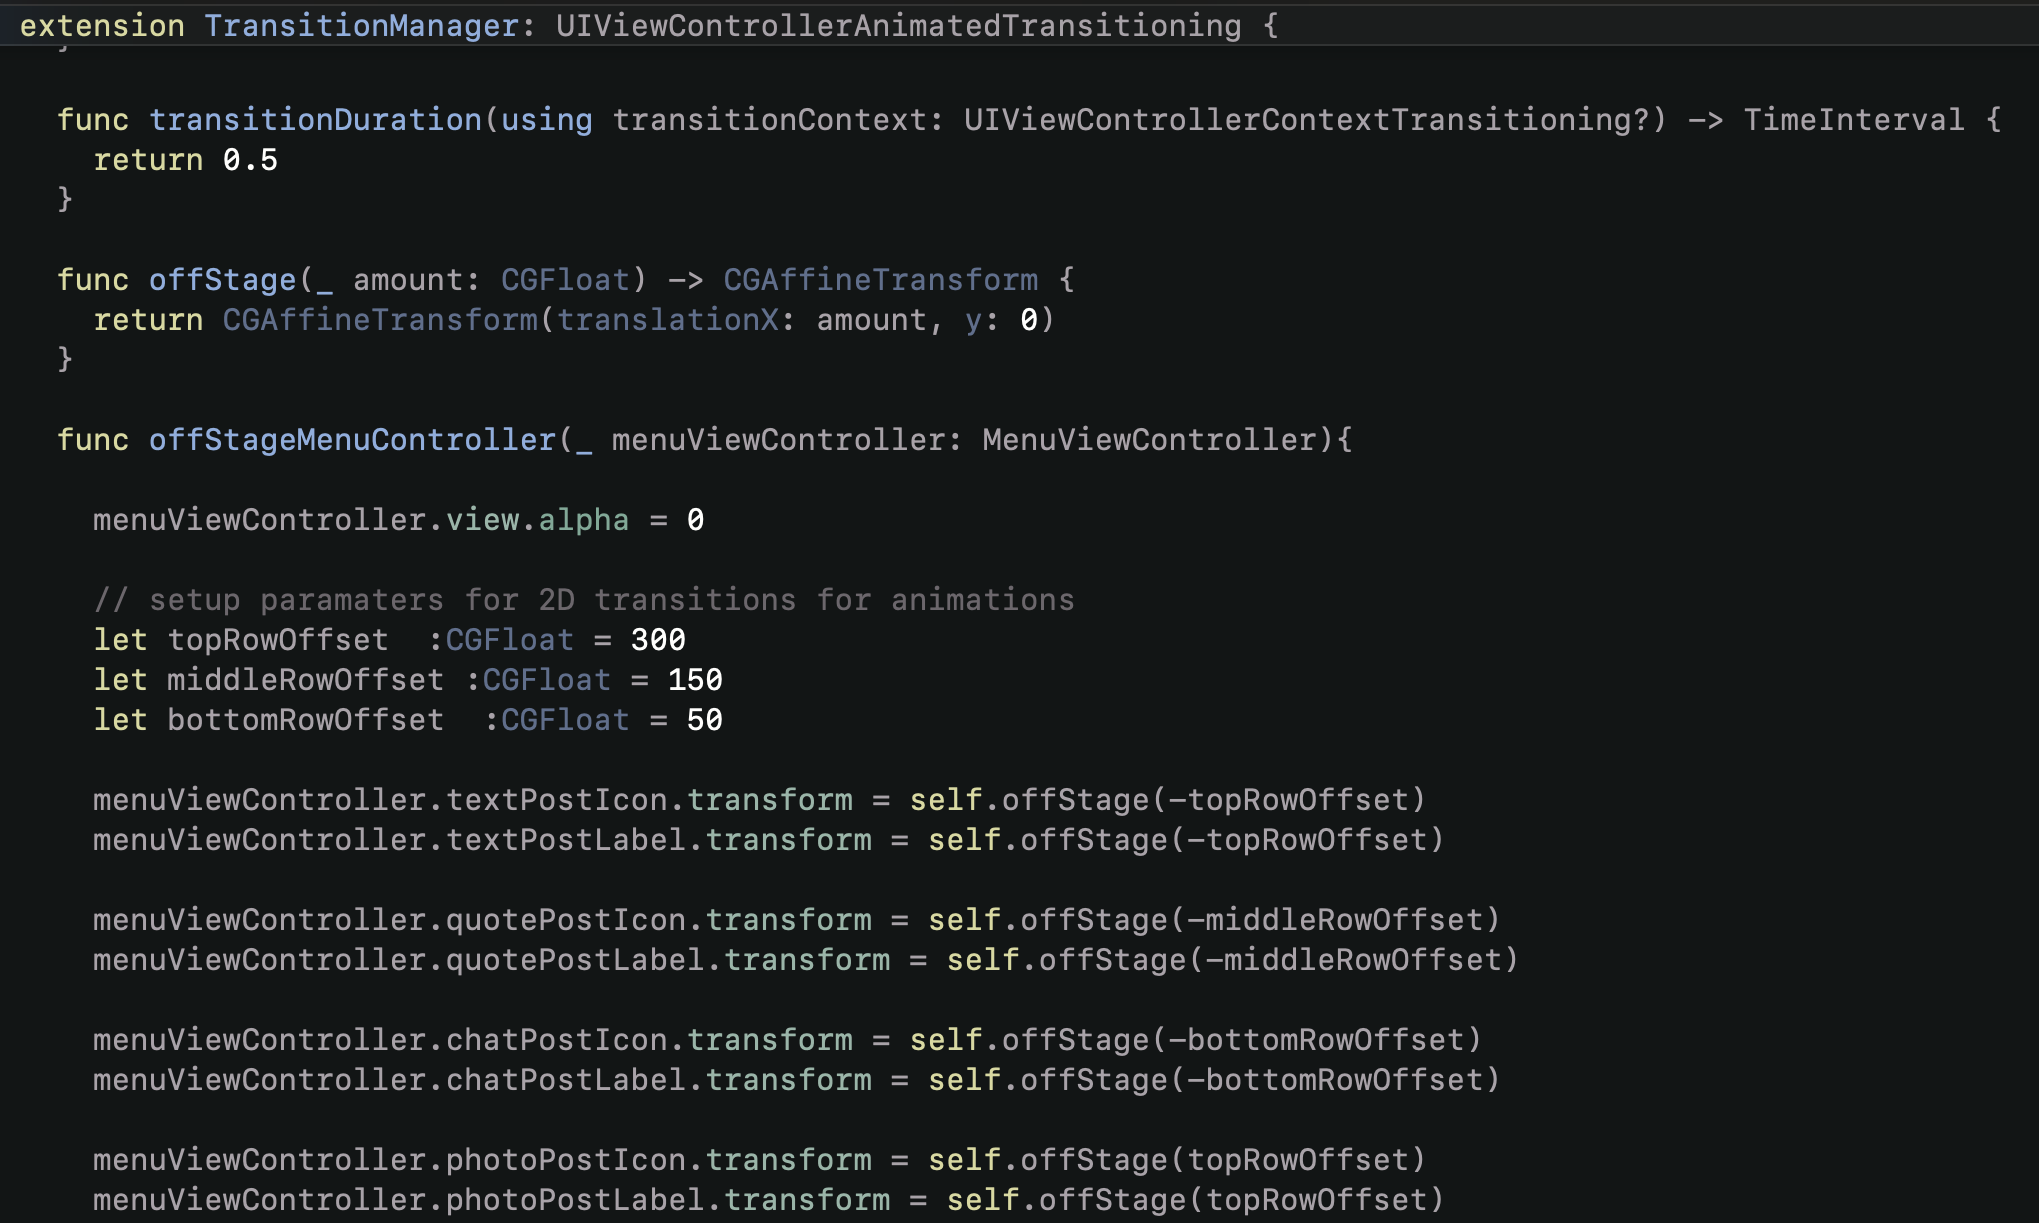 extension TransitionManager: UIViewControllerAnimatedTransitioning {
}
func transitionDuration(using transitionContext: UIViewControllerContextTransitioning?) -> TimeInterval {
return 0.5
}
func offStage(_ amount: CGFloat) -> CGAffineTransform {
return CGAffineTransform(translationX: amount, y: 0)
}
func offStageMenuController(_ menuViewController: MenuViewController){
menuViewController.view.alpha = 0
// setup paramaters for 2D transitions for animations
let topRowOffset  :CGFloat = 300
let middleRowOffset :CGFloat = 150
let bottomRowOffset  :CGFloat = 50
menuViewController.textPostIcon.transform = self.offStage(-topRowOffset)
menuViewController.textPostLabel.transform = self.offStage(-topRowOffset)
menuViewController.quotePostIcon.transform = self.offStage(-middleRowOffset)
menuViewController.quotePostLabel.transform = self.offStage(-middleRowOffset)
menuViewController.chatPostIcon.transform = self.offStage(-bottomRowOffset)
menuViewController.chatPostLabel.transform = self.offStage(-bottomRowOffset)
menuViewController.photoPostIcon.transform = self.offStage(topRowOffset)
menuViewController.photoPostLabel.transform = self.offStage(topRowOffset)